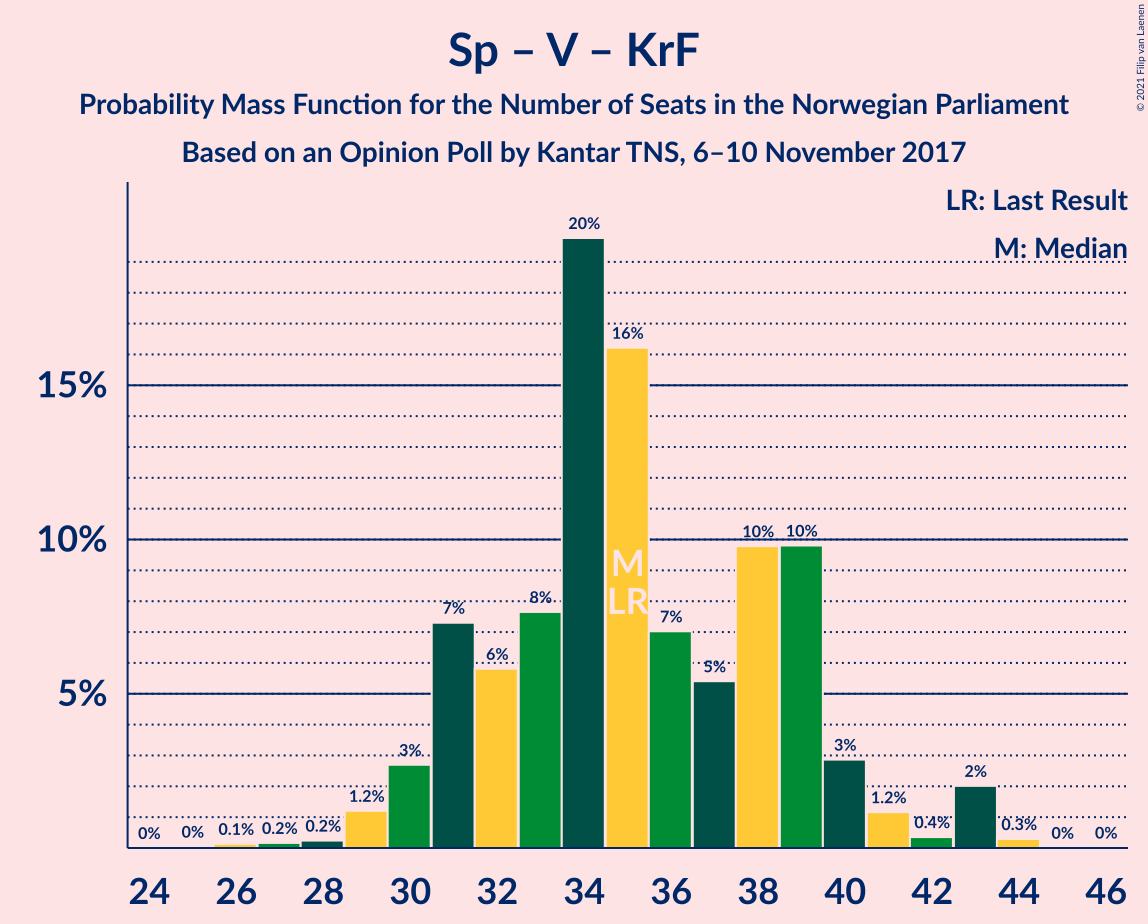 Sp – V – KrF
Probability Mass Function for the Number of Seats in the Norwegian Parliament
Based on an Opinion Poll by Kantar TNS, 6–10 November 2017
© 2021 Filip van Laenen
LR: Last Result
M: Median
20%
16%
15%
10%
10% 10%
M
LR
8%
7%
7%
6%
5%
5%
3%
3%
2%
1.2%
1.2%
0% 0% 0.1% 0.2% 0.2%
0.4%
0.3%
0% 0%
24 26 28 30 32 34 36 38 40 42 44 46